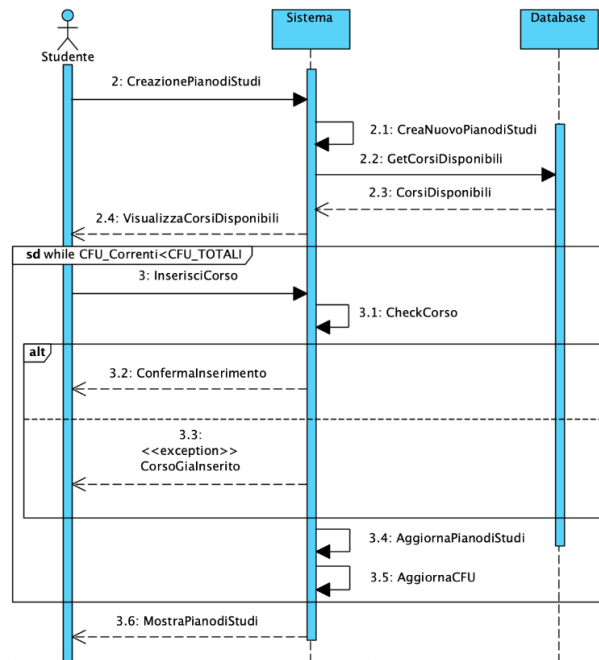 Sistema
Database
Studente
2: CreazionePianodiStudi
2.1: CreaNuovoPianodiStudi
2.2: GetCorsiDisponibili
2.3: CorsiDisponibili
2.4: VisualizzaCorsiDisponibili
sd while CFU_Correnti<CFU_TOTALI
3: InserisciCorso
3.1: CheckCorso
alt
3.2: ConfermaInserimento
3.3:
<<exception>>
CorsoGiaInserito
3.4: AggiornaPianodiStudi
3.5: AggiornaCFU
3.6: MostraPianodiStudi